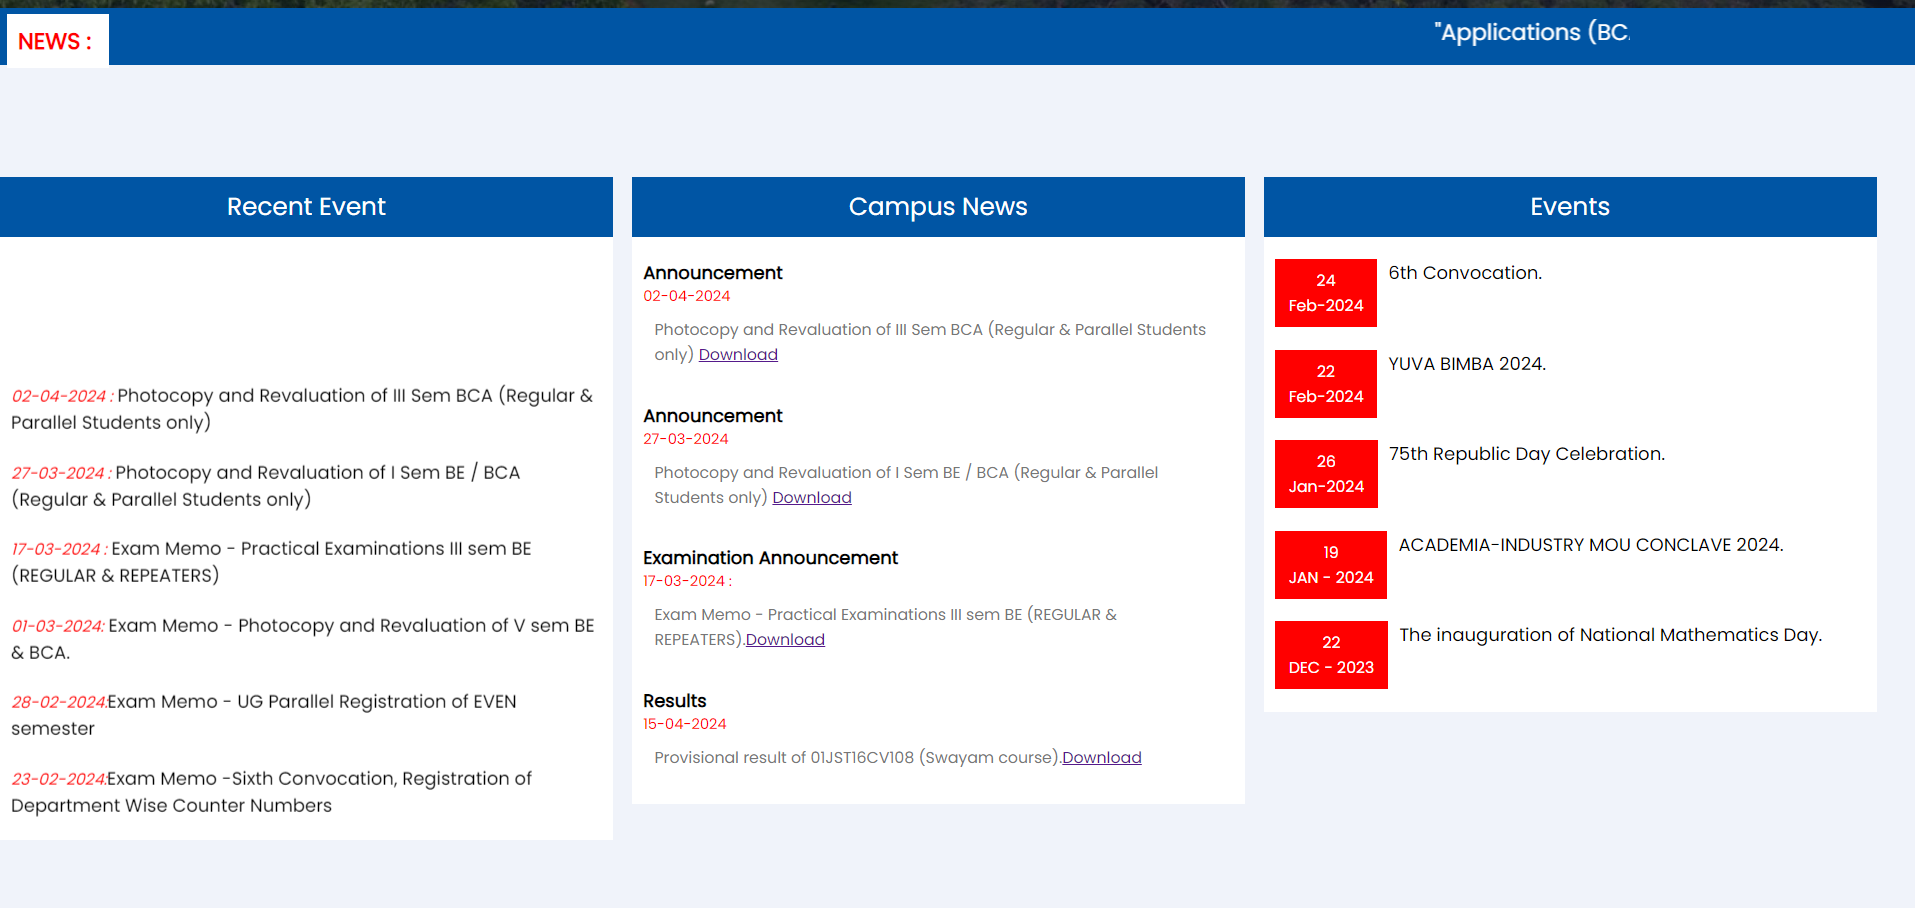 NEWS :
"Applications (BC
Recent Event
02-04-2024 : Photocopy and Revaluation of III Sem BCA (Regular &
Parallel Students only)
27-03-2024 : Photocopy and Revaluation of I Sem BE / BCA
(Regular & Parallel Students only)
17-03-2024 : Exam Memo - Practical Examinations III sem BE
(REGULAR & REPEATERS)
01-03-2024: Exam Memo - Photocopy and Revaluation of V sem BE
& BCA.
28-02-2024:Exam Memo - UG Parallel Registration of EVEN
semester
23-02-2024:Exam Memo -Sixth Convocation, Registration of
Department Wise Counter Numbers
Campus News
Announcement
02-04-2024
Photocopy and Revaluation of III Sem BCA (Regular & Parallel Students
only) Download
Announcement
27-03-2024
Photocopy and Revaluation of I Sem BE / BCA (Regular & Parallel
Students only) Download
Examination Announcement
17-03-2024 :
Exam Memo - Practical Examinations III sem BE (REGULAR &
REPEATERS).Download
Results
15-04-2024
Provisional result of 01JST16CV108 (Swayam course).Download
Events
24
Feb-2024
6th Convocation.
22
Feb-2024
YUVA BIMBA 2024.
26
Jan-2024
75th Republic Day Celebration.
19
JAN - 2024
ACADEMIA-INDUSTRY MOU CONCLAVE 2024.
22
DEC - 2023
The inauguration of National Mathematics Day.